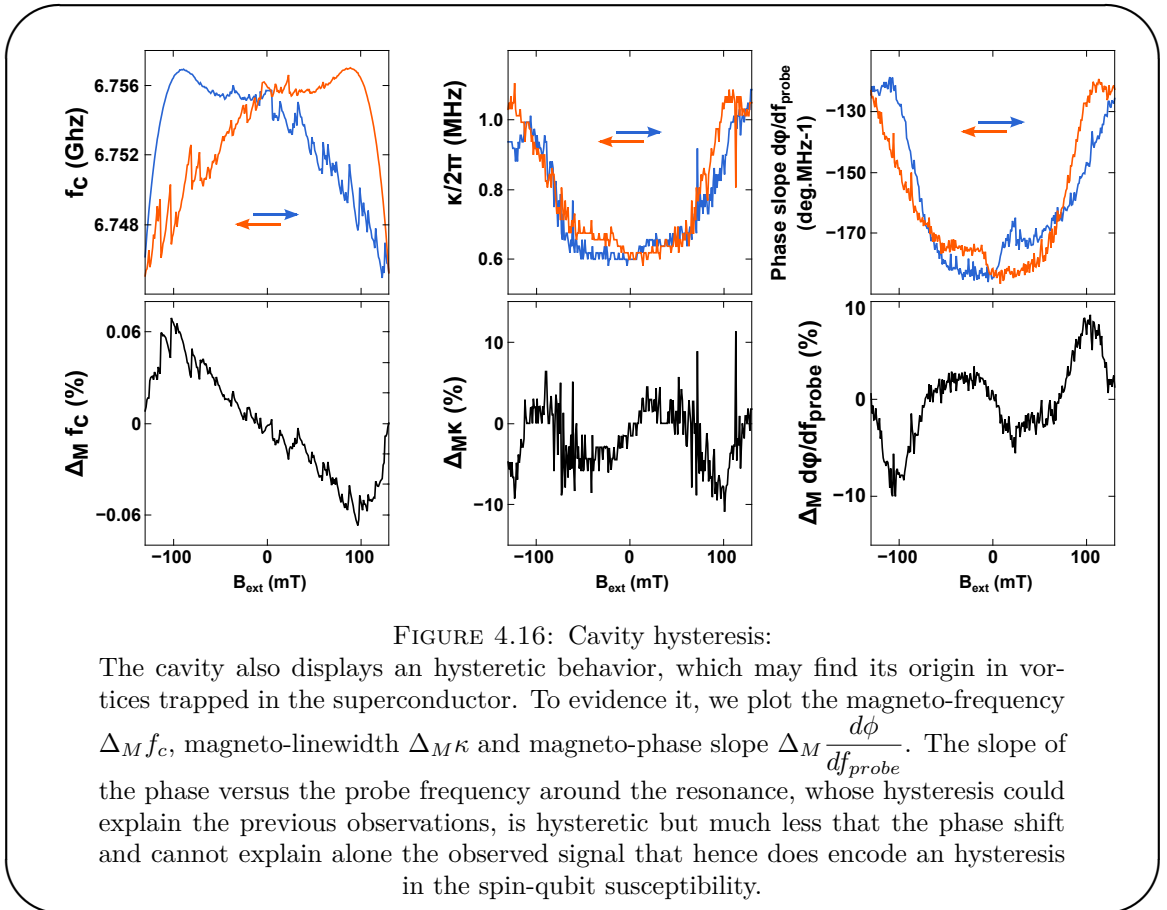 6.756
6.752
6.748
f_C (Ghz)
1.0
0.8
0.6
κ/2π (MHz)
−130
−150
−170
Phase slope dφ/df_probe
(deg.MHz-1)
0.06
0
−0.06
Δ_M f_C (%)
−100
0
100
B_ext (mT)
10
0
−10
Δ_M κ (%)
−100
0
100
B_ext (mT)
10
0
−10
Δ_M dφ/df_probe (%)
−100
0
100
B_ext (mT)
FIGURE 4.16: Cavity hysteresis:
The cavity also displays an hysteretic behavior, which may find its origin in vor-
tices trapped in the superconductor. To evidence it, we plot the magneto-frequency
Δ_M f_c, magneto-linewidth Δ_M κ and magneto-phase slope Δ_M dϕ/df_probe. The slope of
the phase versus the probe frequency around the resonance, whose hysteresis could
explain the previous observations, is hysteretic but much less that the phase shift
and cannot explain alone the observed signal that hence does encode an hysteresis
in the spin-qubit susceptibility.